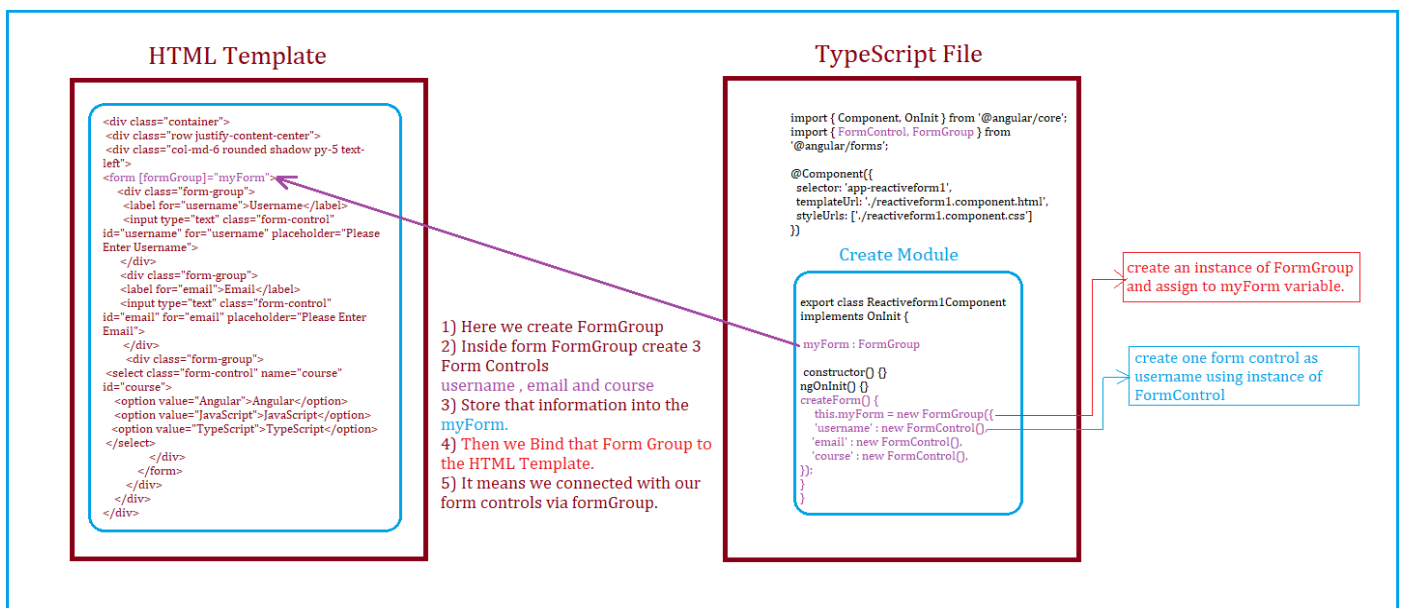 HTML Template
<div class="container">
<div class="row justify-content-center">
<div class="col-md-6 rounded shadow py-5 text-
left">
<form [formGroup]="myForm">
<div class="form-group">
<label for="username">Username</label>
<input type="text" class="form-control"
id="username" for="username" placeholder="Please
Enter Username">
</div>
<div class="form-group">
<label for="email">Email</label>
<input type="text" class="form-control"
id="email" for="email" placeholder="Please Enter
Email">
</div>
<div class="form-group">
<select class="form-control" name="course"
id="course">
<option value="Angular">Angular</option>
<option value="JavaScript">JavaScript</option>
<option value="TypeScript">TypeScript</option>
</select>
</div>
</form>
</div>
</div>
</div>
1) Here we create FormGroup
2) Inside form FormGroup create 3
Form Controls
username , email and course
3) Store that information into the
myForm.
4) Then we Bind that Form Group to
the HTML Template.
5) It means we connected with our
form controls via formGroup.
TypeScript File
import { Component, OnInit } from '@angular/core';
import { FormControl, FormGroup } from
'@angular/forms';
@Component({
selector: 'app-reactiveform1',
templateUrl: './reactiveform1.component.html',
styleUrls: ['./reactiveform1.component.css']
})
Create Module
export class Reactiveform1Component
implements OnInit {
myForm : FormGroup
constructor() {}
ngOnInit() {}
createForm() {
this.myForm = new FormGroup({
'username' : new FormControl(),
'email' : new FormControl(),
'course' : new FormControl(),
});
}
}
create an instance of FormGroup
and assign to myForm variable.
create one form control as
username using instance of
FormControl